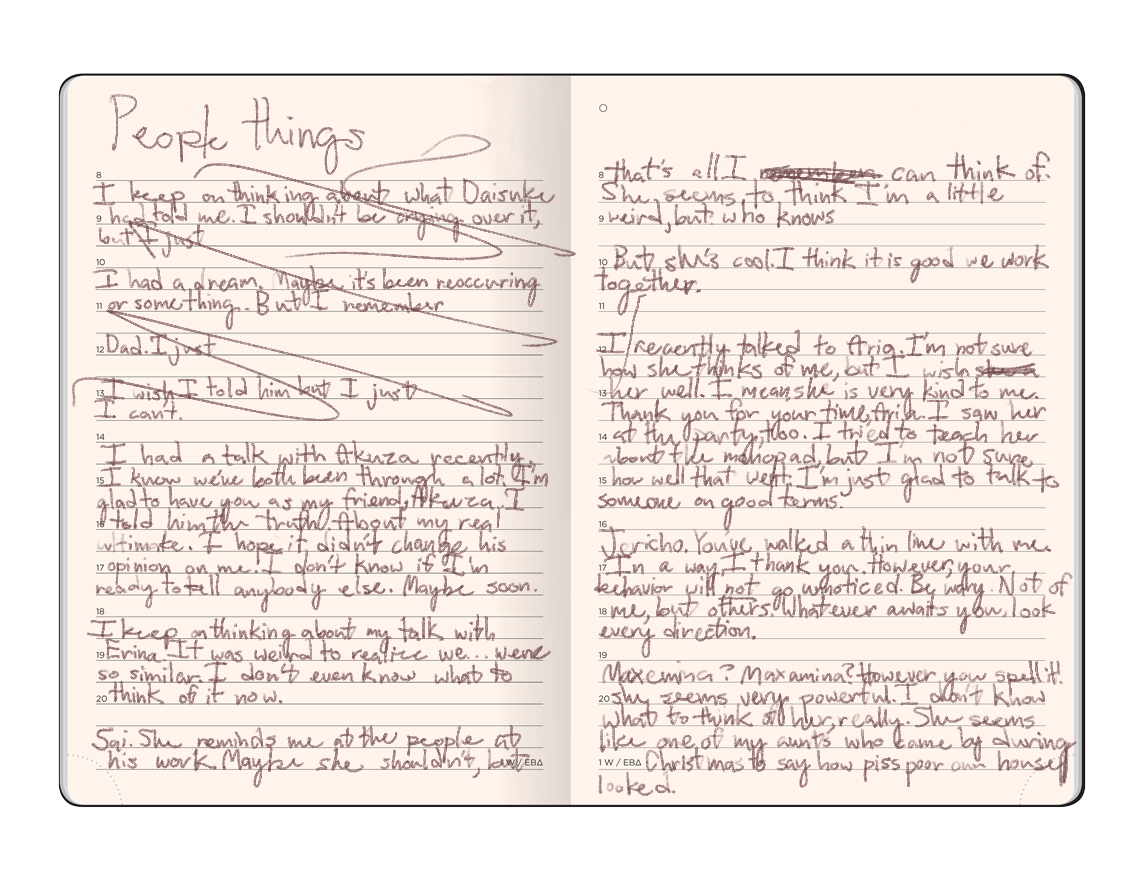 People things
8
I keep on thinking about what Daisuke
9 had told me. I shouldn't be crying over it,
but I just
10
I had a dream. Maybe it's been reoccuring
11 or something. But I remember
12 Dad. I just
13 I wish I told him but I just
I can't.
14
I had a talk with Akuza recently.
15 I know we've both been through a lot. I'm
glad to have you as my friend, Akuza. I
16 told him the truth. About my real
ultimate. I hope it didn't change his
17 opinion on me. I don't know if I'm
ready to tell anybody else. Maybe soon.
18
I keep on thinking about my talk with
19 Erina. It was weird to realize we... were
so similar. I don't even know what to
20 think of it now.
Sai. She reminds me at the people at
his work. Maybe she shouldn't, but
1 W / EBA
8 that's all I remember can think of.
She seems to think I'm a little
9 weird, but who knows
10 But she's cool. I think it is good we work
together.
11
12 I recently talked to Aria. I'm not sure
how she thinks of me, but I wish
13 her well. I mean she is very kind to me.
Thank you for your time, Aria. I saw her
14 at the party, too. I tried to teach her
about the mahopad, but I'm not sure
15 how well that went. I'm just glad to talk to
someone on good terms.
16
Jericho. You've walked a thin line with me.
17 In a way, I thank you. However, your
behavior will not go unnoticed. Be wary. Not of
18 me, but others. Whatever awaits you, look
every direction.
19
Maxemina? Maxamina? However you spell it!
20 She seems very powerful. I don't know
what to think of her, really. She seems
like one of my aunts who came by during
1 W / EBA Christmas to say how piss poor our house
looked.